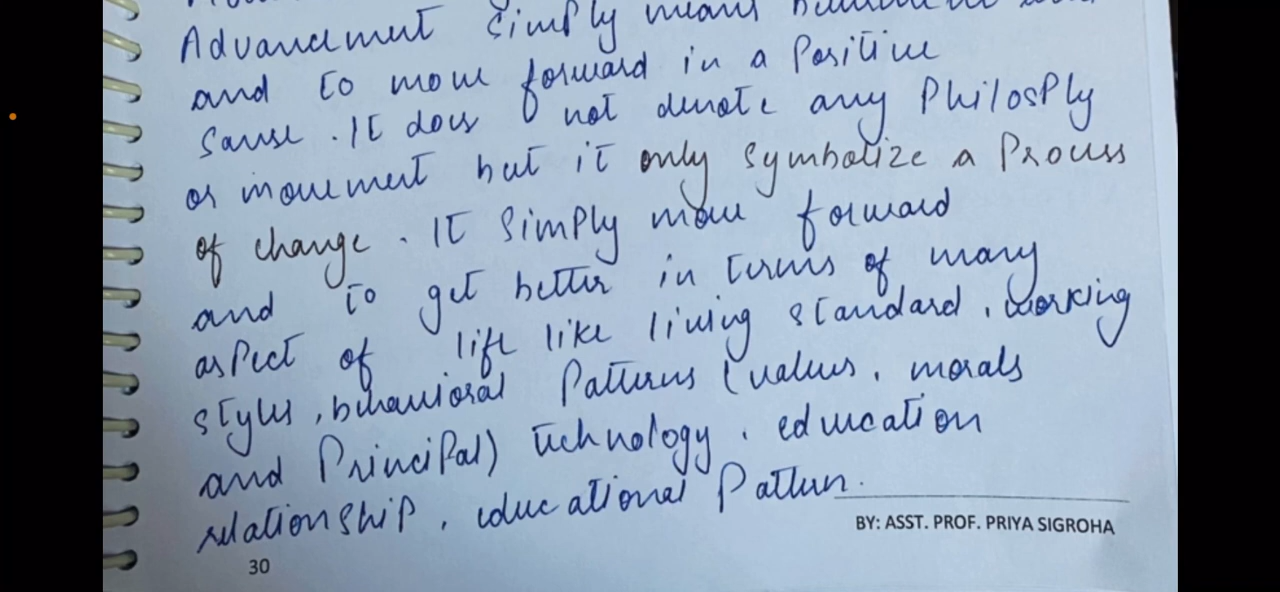 Advancement simply means
and to move forward in a Positive
Sause. It does not denote any PhilosPly
or movement but it only Symbolize a Process
of change. It Simply move forward
and to get better in terms of many
asPect of life like living standard, working
styles, behavioral Patterns (values, morals
and PrinciPal) technology, education
relationship, educational Pattern.
BY: ASST. PROF. PRIYA SIGROHA
30